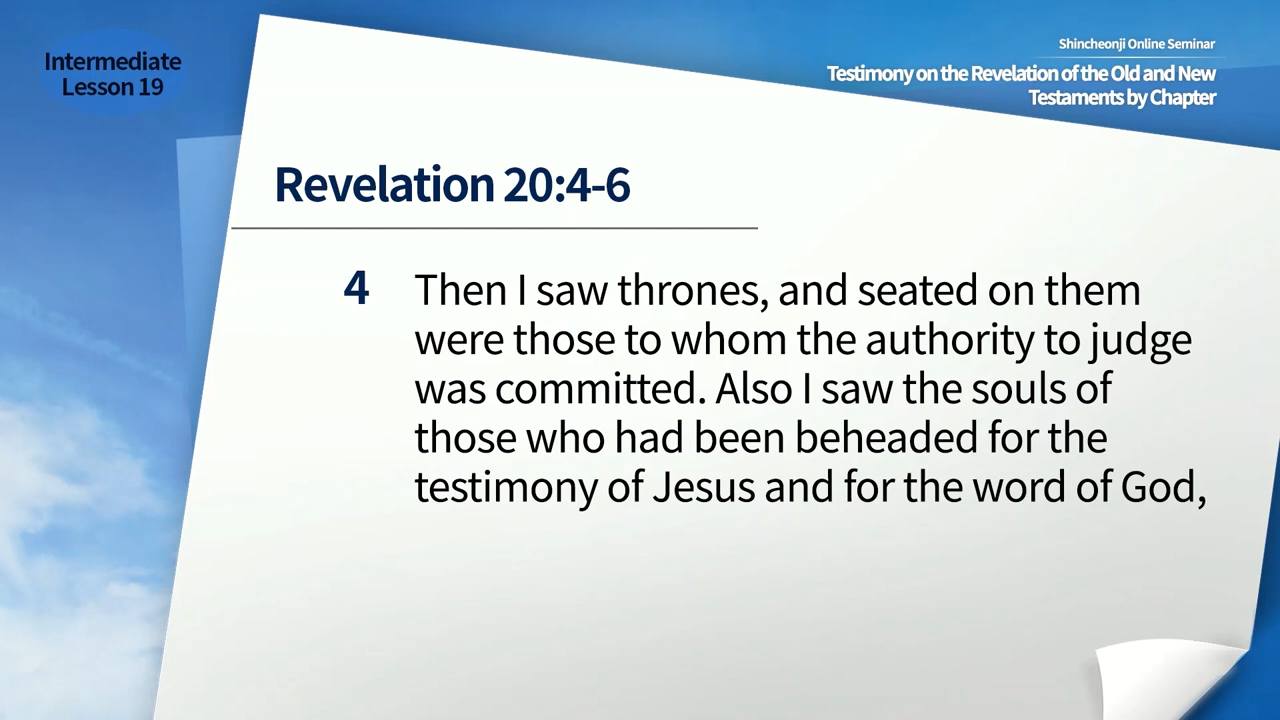 Intermediate
Lesson 19
Shincheonji Online Seminar
Testimony on the Revelation of the Old and New
Testaments by Chapter
Revelation 20:4-6
4 Then I saw thrones, and seated on them
were those to whom the authority to judge
was committed. Also I saw the souls of
those who had been beheaded for the
testimony of Jesus and for the word of God,